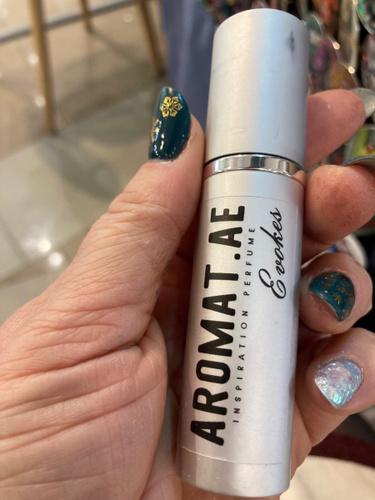 AROMAT.AE
INSPIRATION PERFUME
Evokes